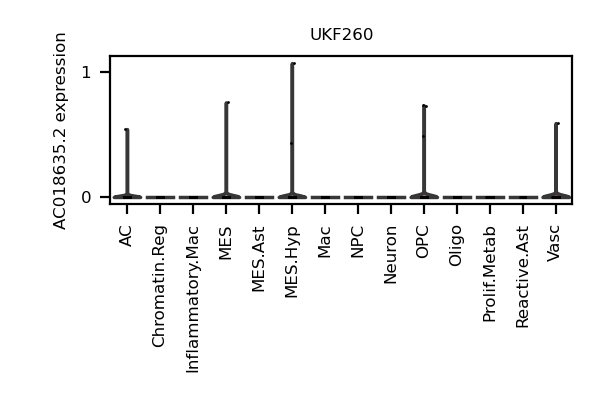 UKF260
AC018635.2 expression
1
0
AC
Chromatin.Reg
Inflammatory.Mac
MES
MES.Ast
MES.Hyp
Mac
NPC
Neuron
OPC
Oligo
Prolif.Metab
Reactive.Ast
Vasc